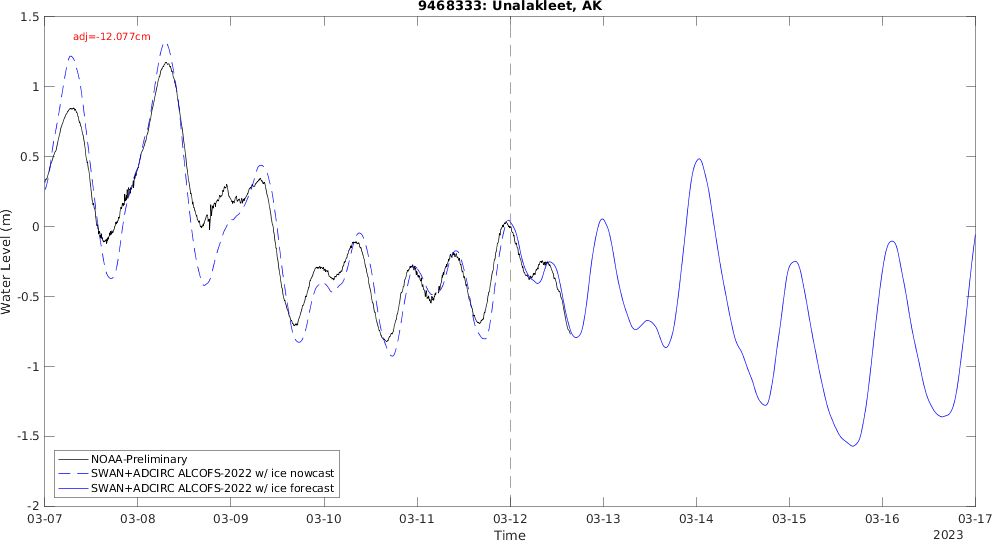 9468333: Unalakleet, AK
adj=-12.077cm
1.5
1
0.5
0
-0.5
-1
-1.5
-2
Water Level (m)
NOAA-Preliminary
SWAN+ADCIRC ALCOFS-2022 w/ ice nowcast
SWAN+ADCIRC ALCOFS-2022 w/ ice forecast
03-07 03-08 03-09 03-10 03-11 03-12 03-13 03-14 03-15 03-16 03-17
Time
2023